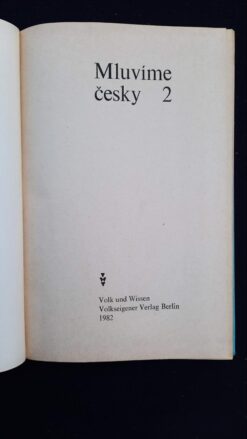 Mluvíme
česky 2
Volk und Wissen
Volkseigener Verlag Berlin
1982